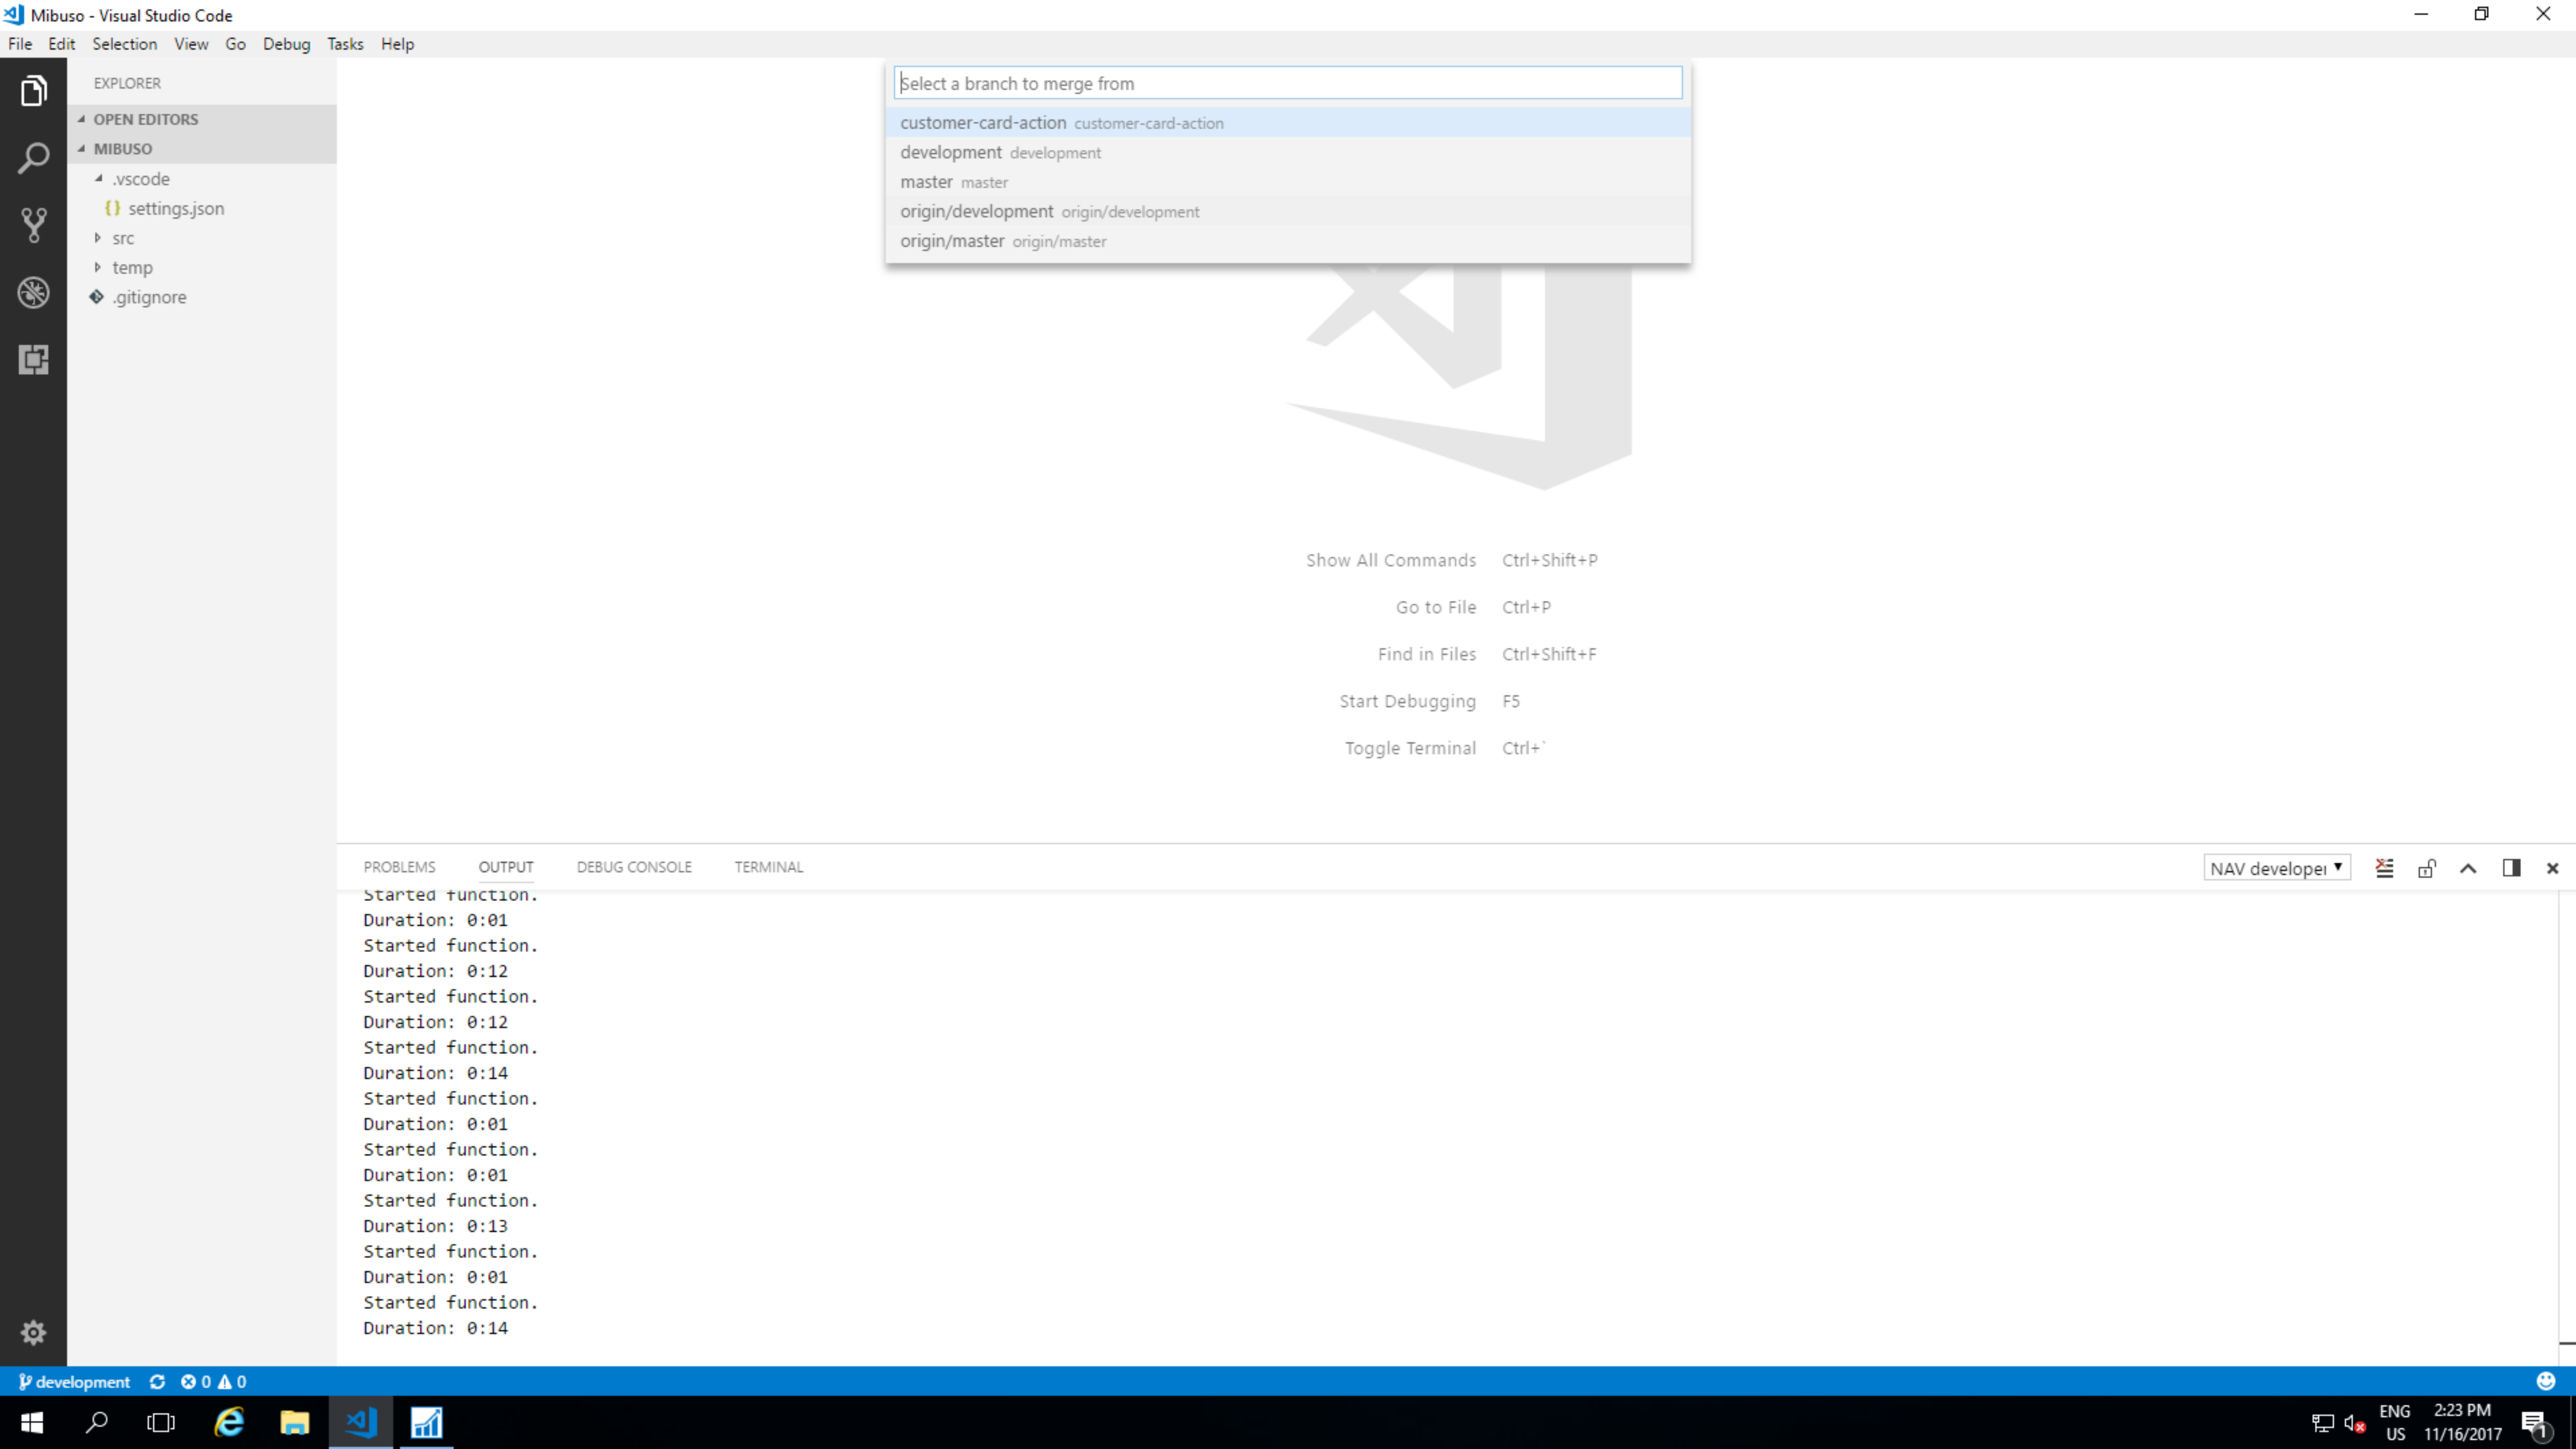 Mibuso - Visual Studio Code
File Edit Selection View Go Debug Tasks Help
EXPLORER
OPEN EDITORS
MIBUSO
.vscode
{} settings.json
src
temp
.gitignore
Select a branch to merge from
customer-card-action customer-card-action
development development
master master
origin/development origin/development
origin/master origin/master
Show All Commands Ctrl+Shift+P
Go to File Ctrl+P
Find in Files Ctrl+Shift+F
Start Debugging F5
Toggle Terminal Ctrl+`
PROBLEMS OUTPUT DEBUG CONSOLE TERMINAL NAV developer
Started function.
Duration: 0:01
Started function.
Duration: 0:12
Started function.
Duration: 0:12
Started function.
Duration: 0:14
Started function.
Duration: 0:01
Started function.
Duration: 0:01
Started function.
Duration: 0:13
Started function.
Duration: 0:01
Started function.
Duration: 0:14
development 0 0
ENG 2:23 PM
US 11/16/2017 1